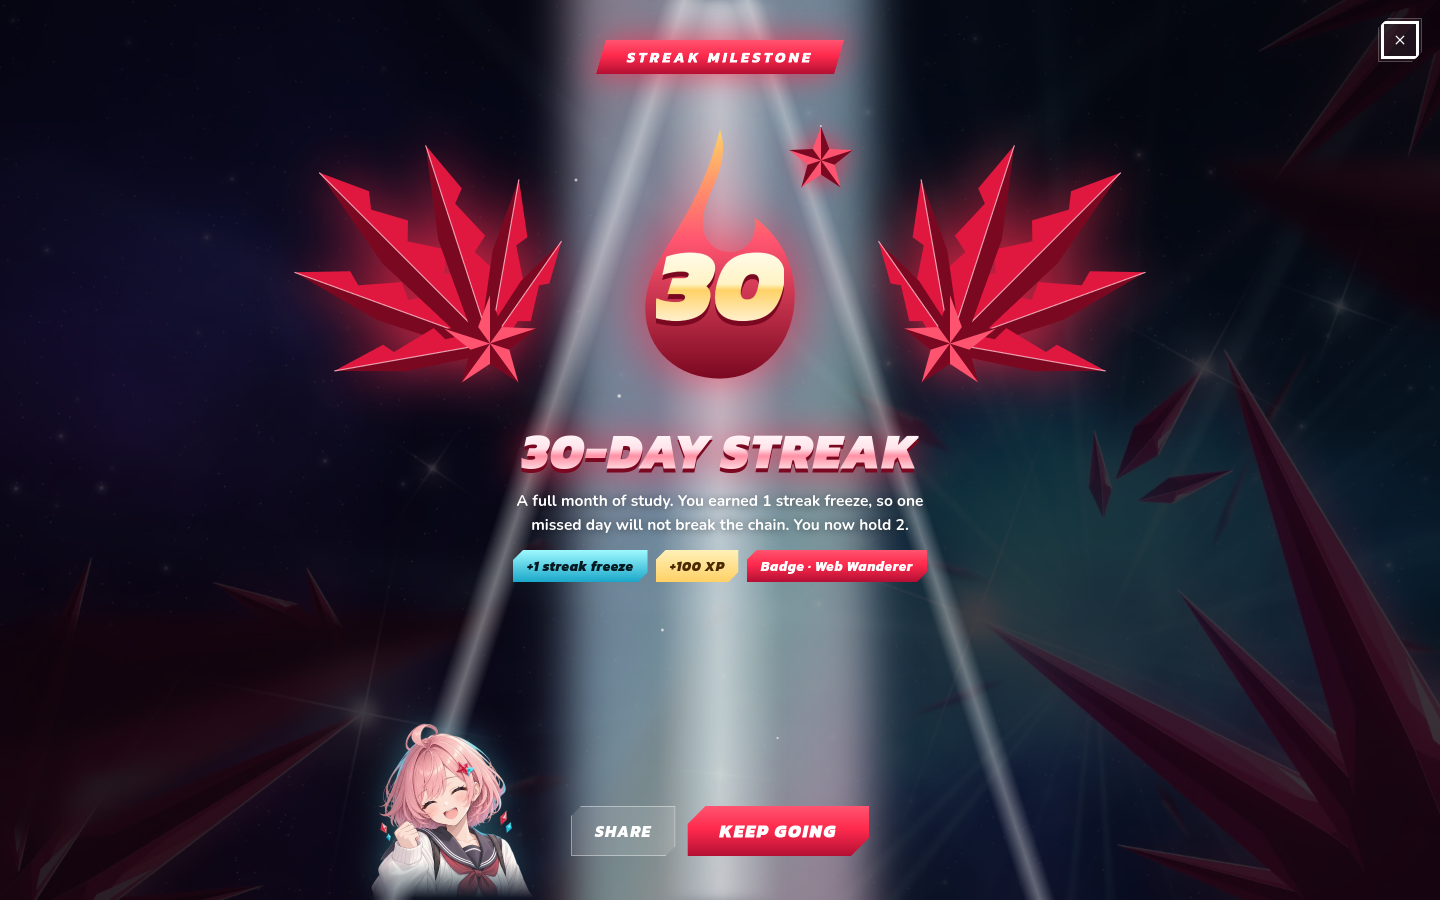 STREAK MILESTONE
×
30
30-DAY STREAK
A full month of study. You earned 1 streak freeze, so one
missed day will not break the chain. You now hold 2.
+1 streak freeze
+100 XP
Badge · Web Wanderer
SHARE
KEEP GOING